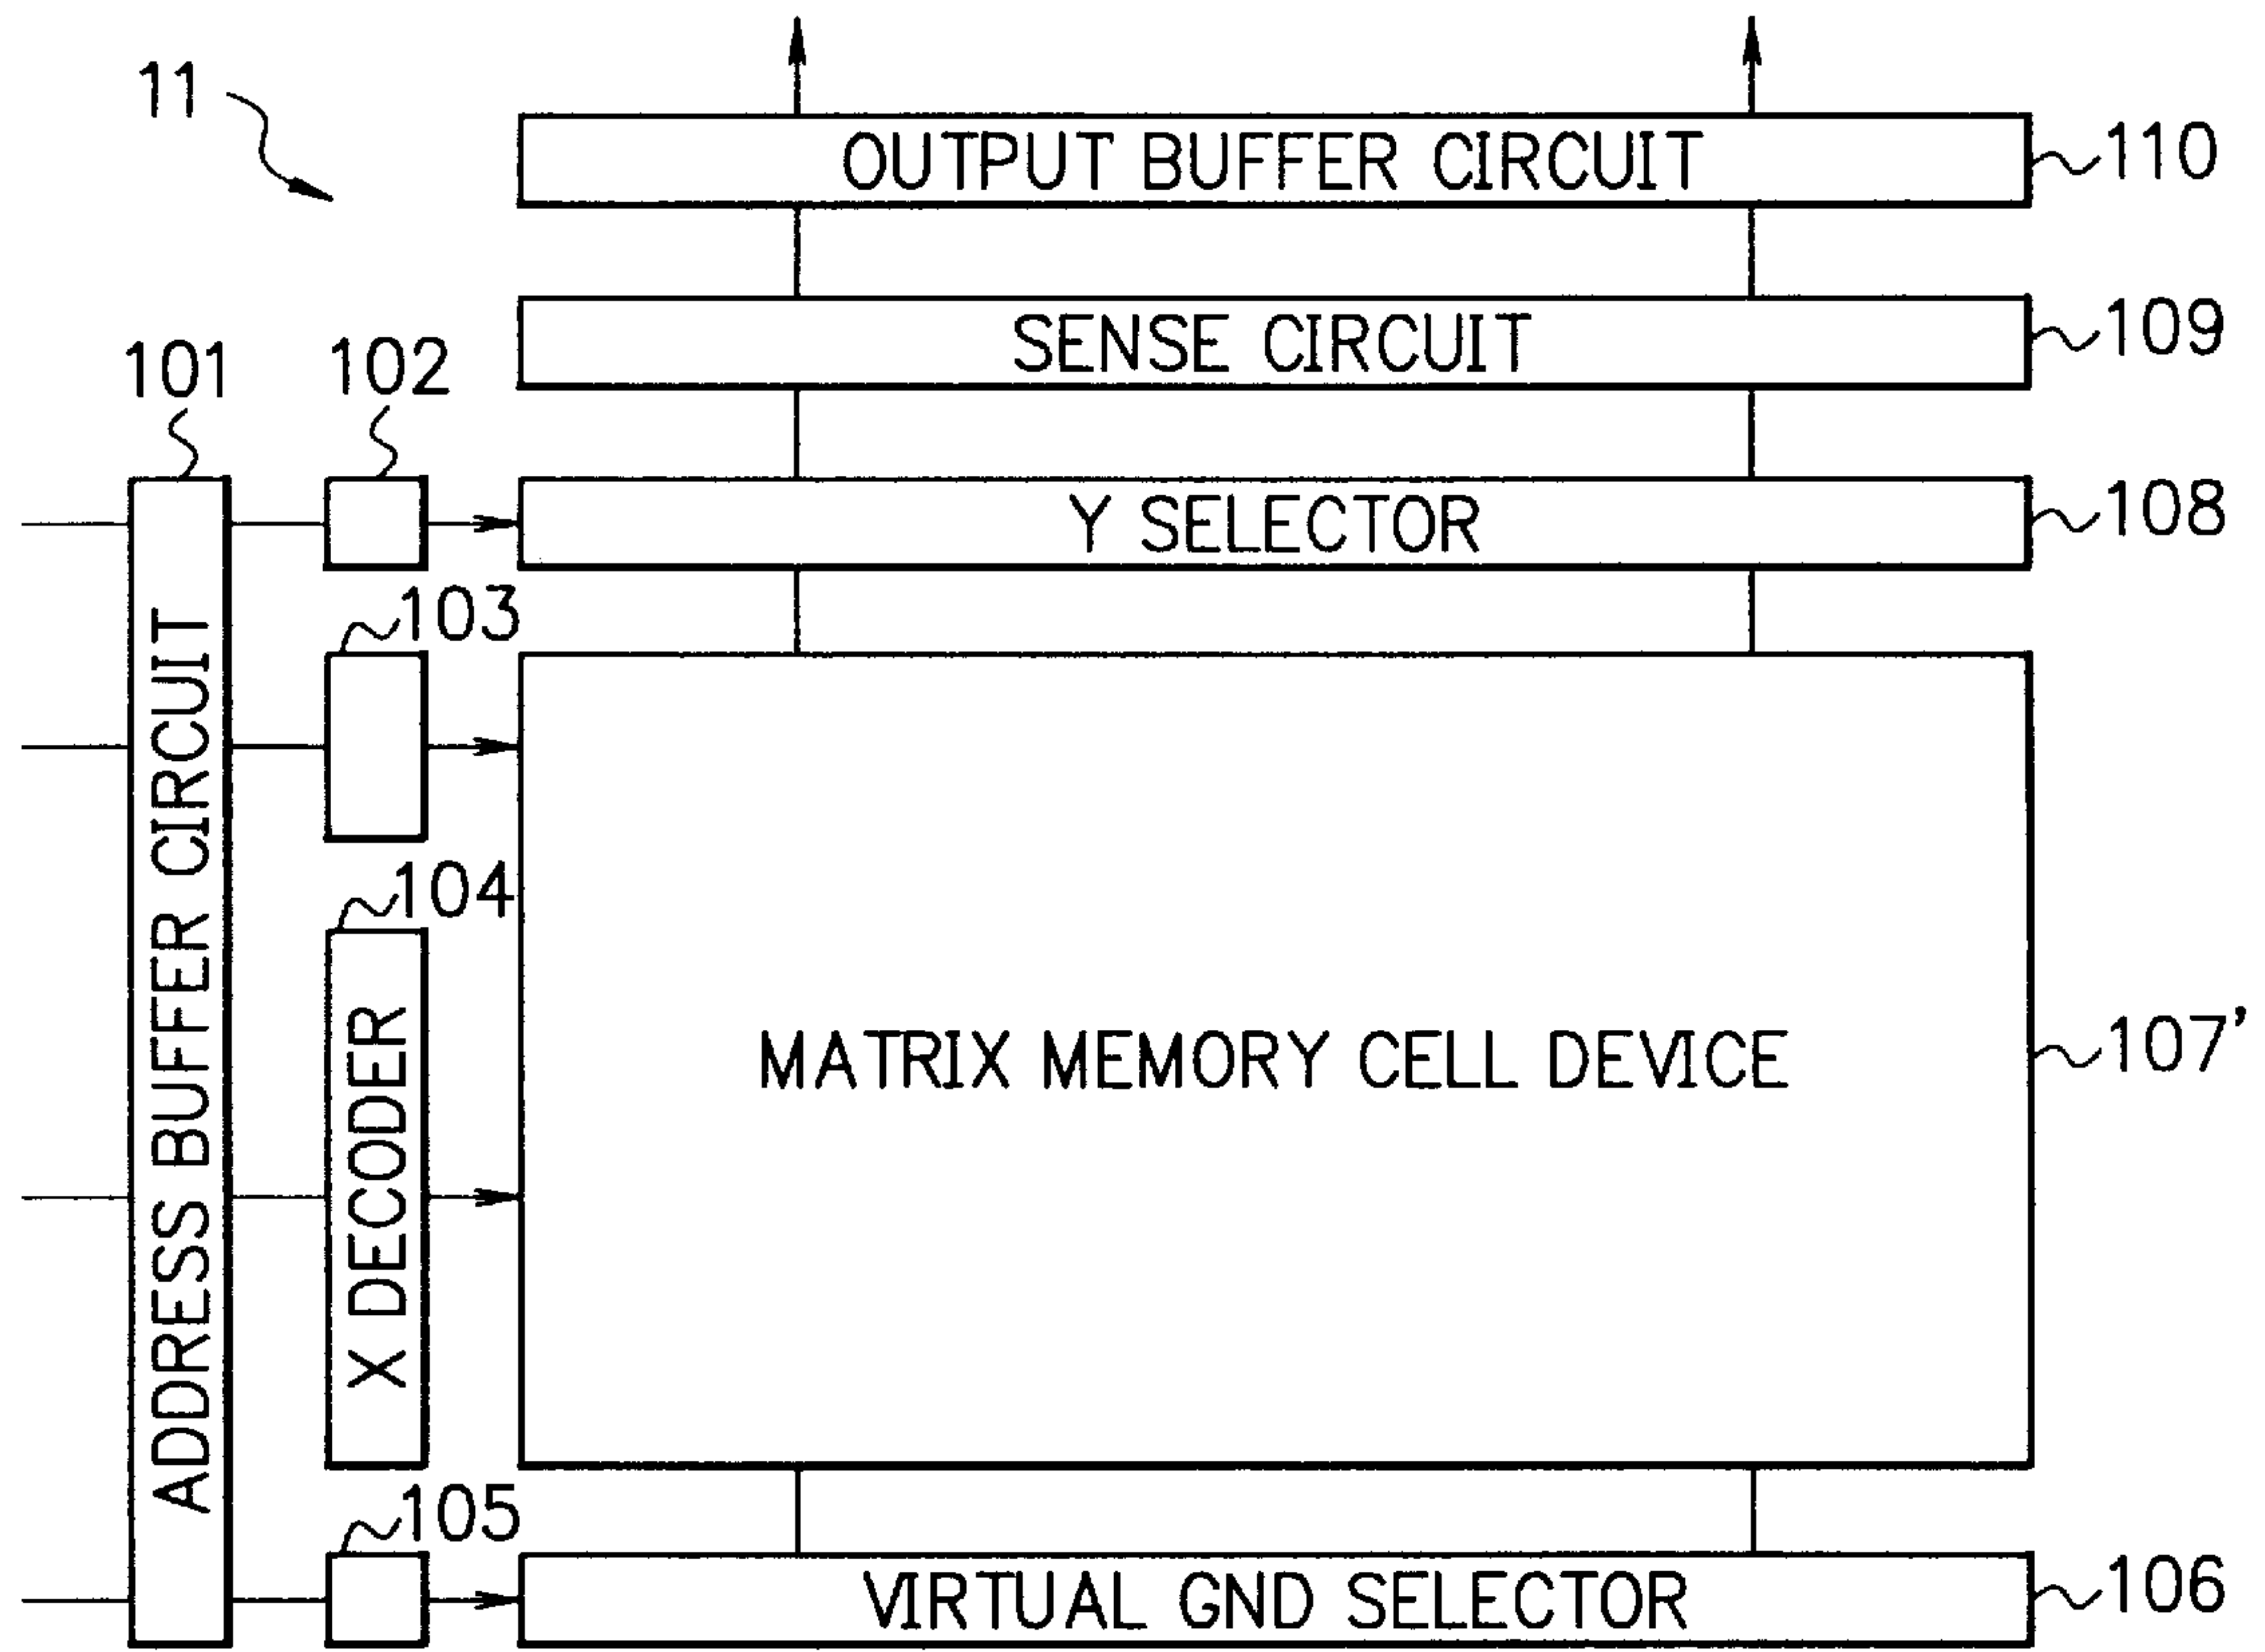 11
OUTPUT BUFFER CIRCUIT
110
SENSE CIRCUIT
109
101
102
Y SELECTOR
108
103
ADDRESS BUFFER CIRCUIT
104
X DECODER
MATRIX MEMORY CELL DEVICE
107'
105
VIRTUAL GND SELECTOR
106